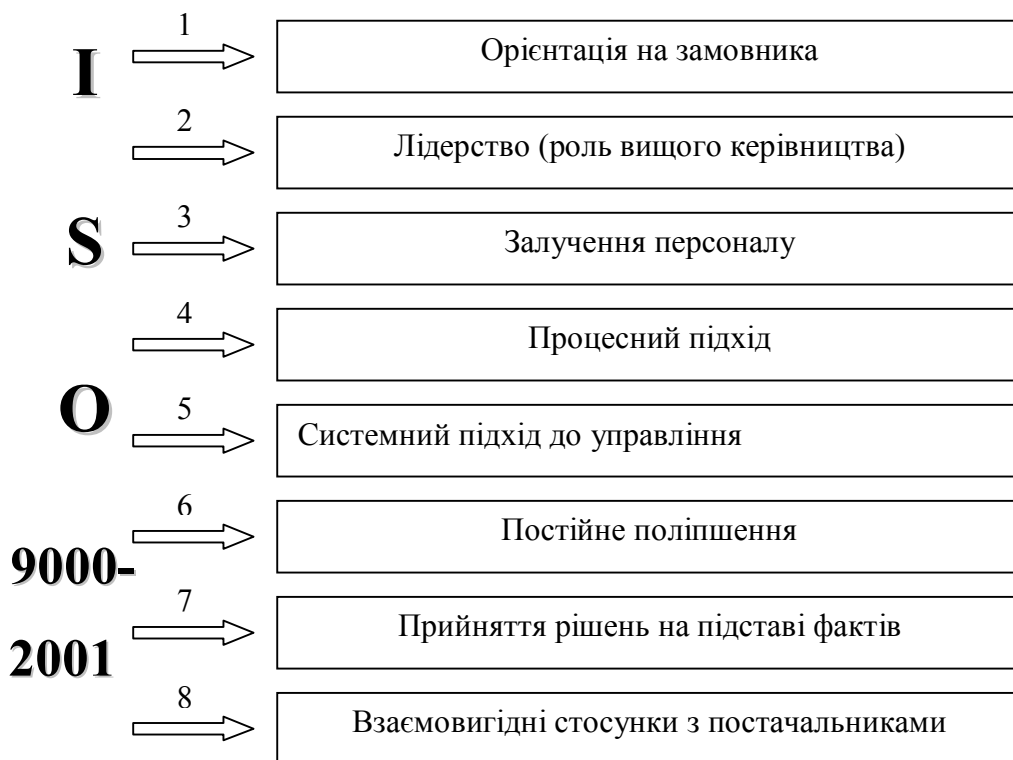 I
1
Орієнтація на замовника
2
Лідерство (роль вищого керівництва)
S
3
Залучення персоналу
4
Процесний підхід
O
5
Системний підхід до управління
6
Постійне поліпшення
9000-
7
Прийняття рішень на підставі фактів
2001
8
Взаємовигідні стосунки з постачальниками